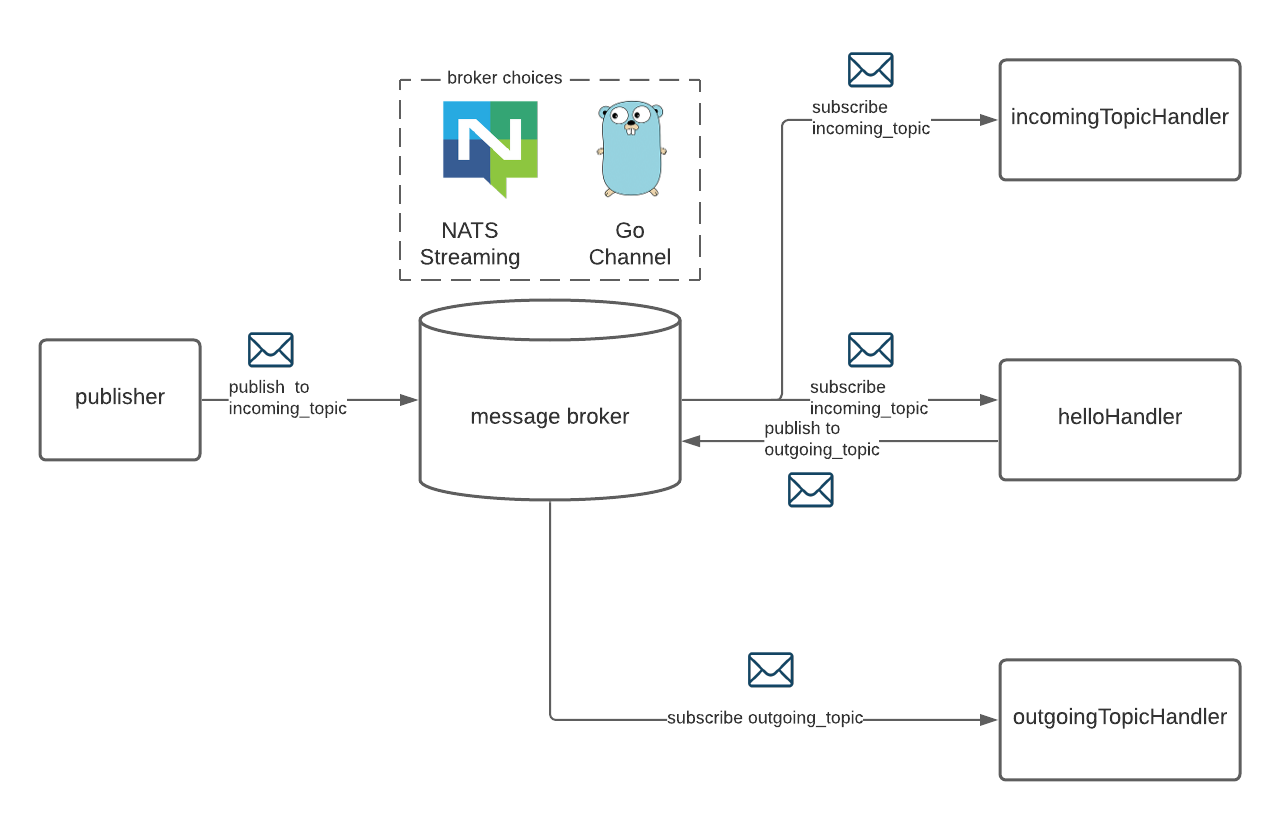 broker choices
NATS
Streaming
Go
Channel
subscribe
incoming_topic
incomingTopicHandler
publisher
publish to
incoming_topic
message broker
subscribe
incoming_topic
publish to
outgoing_topic
helloHandler
subscribe outgoing_topic
outgoingTopicHandler